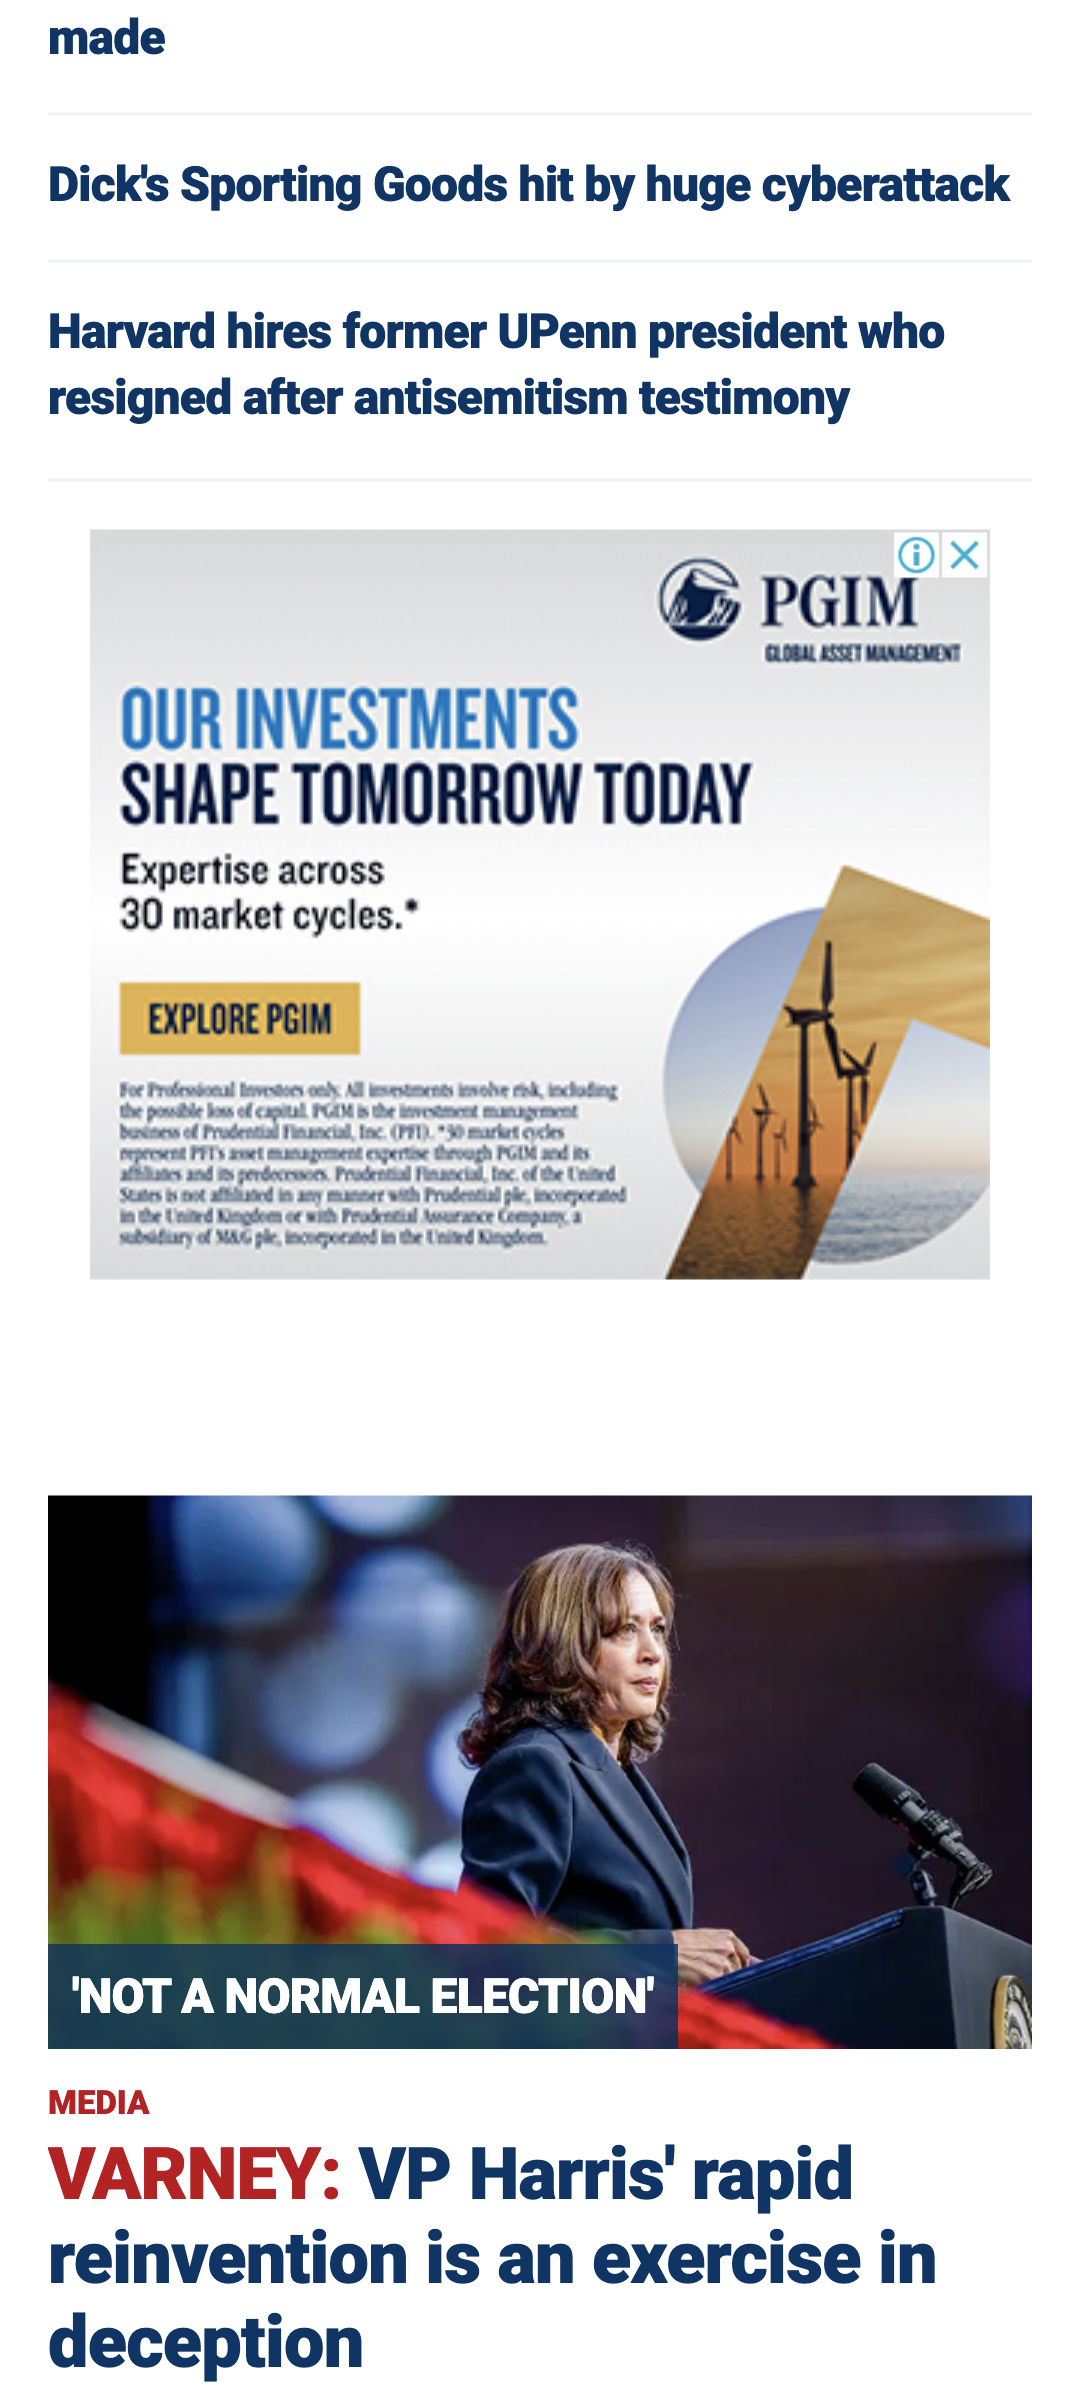 made
Dick's Sporting Goods hit by huge cyberattack
Harvard hires former UPenn president who
resigned after antisemitism testimony
PGIM
GLOBAL ASSET MANAGEMENT
OUR INVESTMENTS
SHAPE TOMORROW TODAY
Expertise across
30 market cycles.*
EXPLORE PGIM
For Professional Investors only. All investments involve risk, including
the possible loss of capital. PGIM is the investment management
business of Prudential Financial, Inc. (PFI). *30 market cycles
represent PFI's asset management expertise through PGIM and its
affiliates and its predecessors. Prudential Financial, Inc. of the United
States is not affiliated in any manner with Prudential plc, incorporated
in the United Kingdom or with Prudential Assurance Company, a
subsidiary of M&G plc, incorporated in the United Kingdom.
'NOT A NORMAL ELECTION'
MEDIA
VARNEY: VP Harris' rapid
reinvention is an exercise in
deception